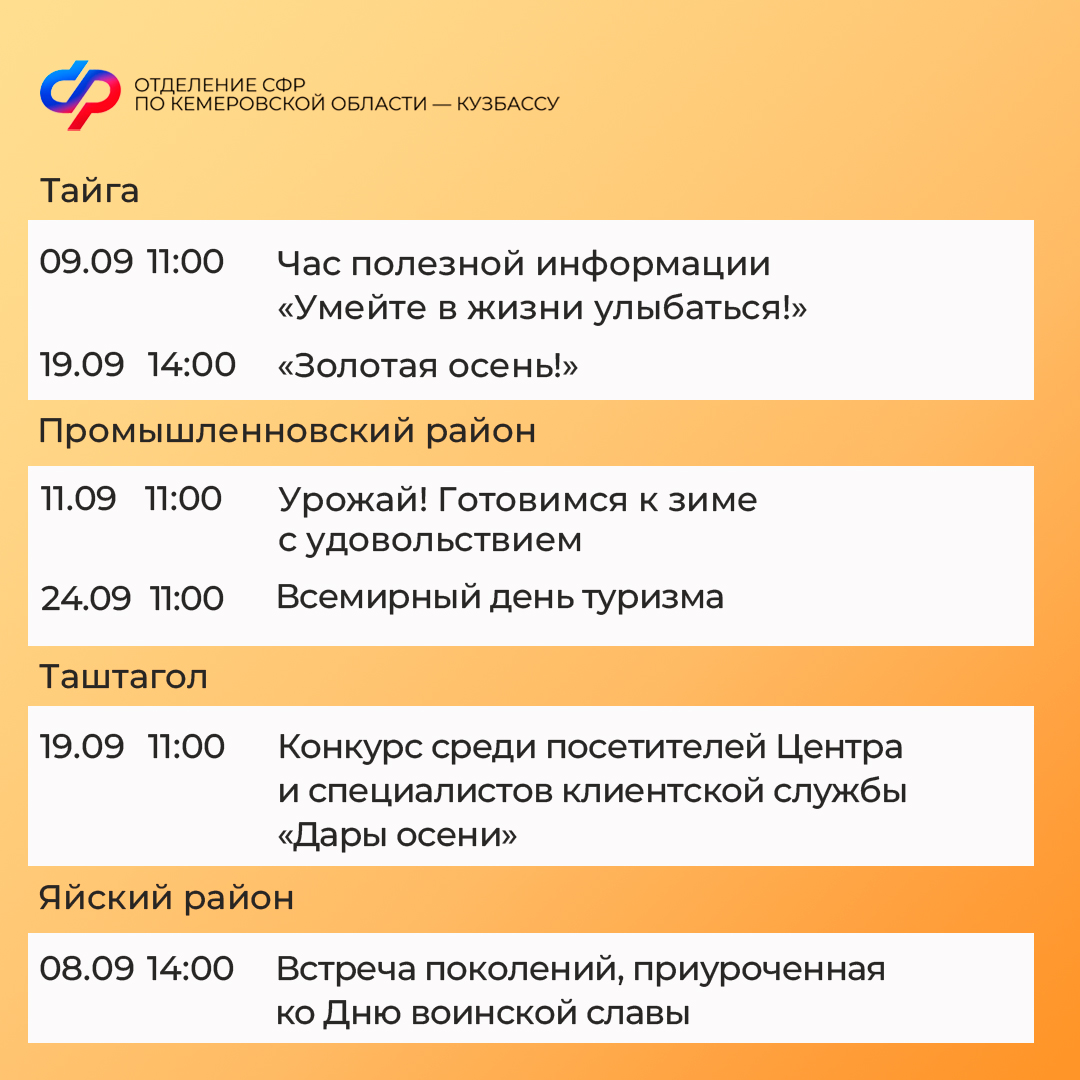 ОТДЕЛЕНИЕ СФР
ПО КЕМЕРОВСКОЙ ОБЛАСТИ — КУЗБАССУ
Тайга
09.09 11:00 Час полезной информации
«Умейте в жизни улыбаться!»
19.09 14:00 «Золотая осень!»
Промышленновский район
11.09 11:00 Урожай! Готовимся к зиме
с удовольствием
24.09 11:00 Всемирный день туризма
Таштагол
19.09 11:00 Конкурс среди посетителей Центра
и специалистов клиентской службы
«Дары осени»
Яйский район
08.09 14:00 Встреча поколений, приуроченная
ко Дню воинской славы